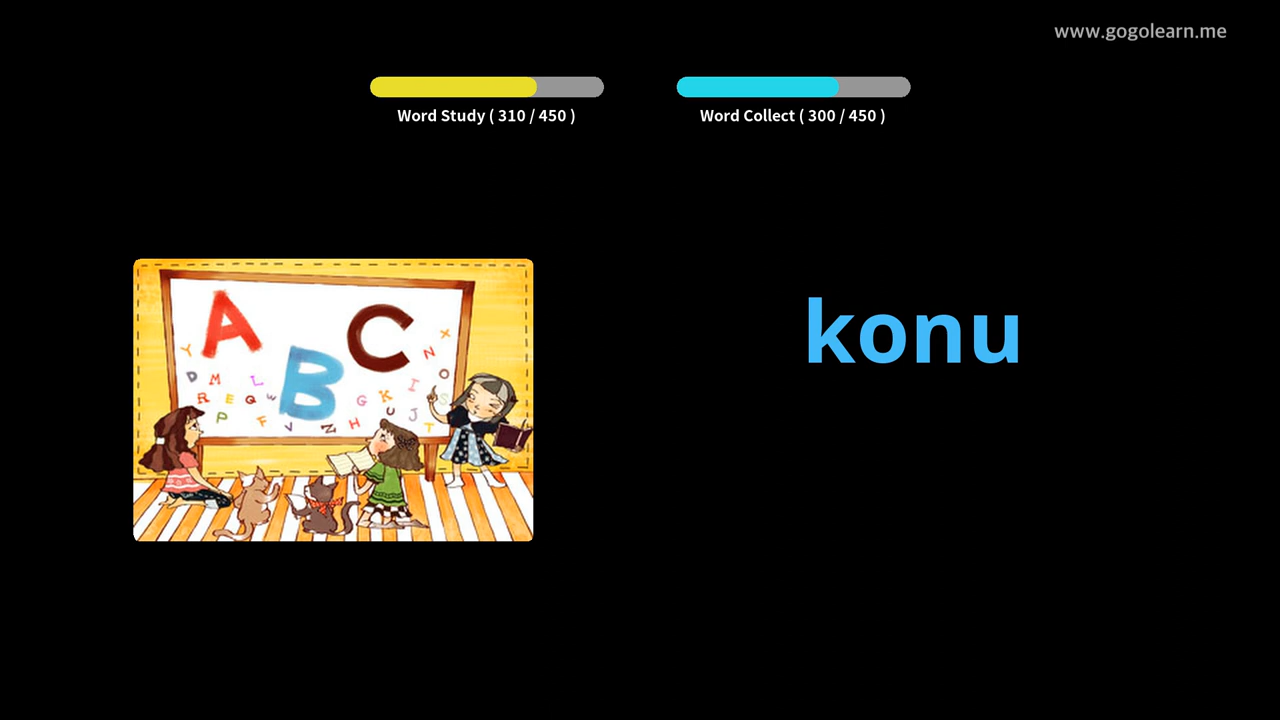 www.gogolearn.me
Word Study ( 310 / 450 )
Word Collect ( 300 / 450 )
konu
A
C
B
X
Y
N
D M L O
R E Q W G K I S
P F V Z H U J T